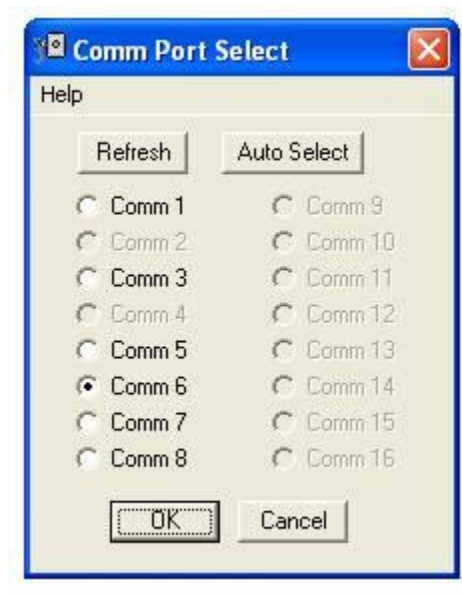 Comm Port Select
Help
Refresh Auto Select
Comm 1 Comm 9
Comm 2 Comm 10
Comm 3 Comm 11
Comm 4 Comm 12
Comm 5 Comm 13
Comm 6 Comm 14
Comm 7 Comm 15
Comm 8 Comm 16
OK Cancel